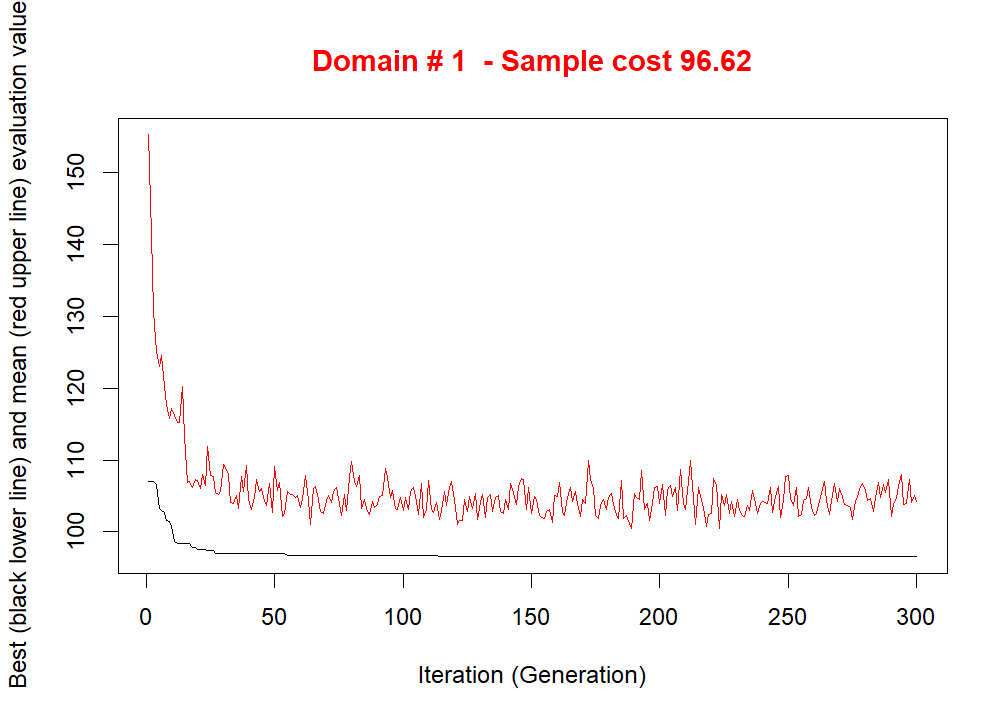 Domain # 1  - Sample cost 96.62
Best (black lower line) and mean (red upper line) evaluation value
150
140
130
120
110
100
0 50 100 150 200 250 300
Iteration (Generation)